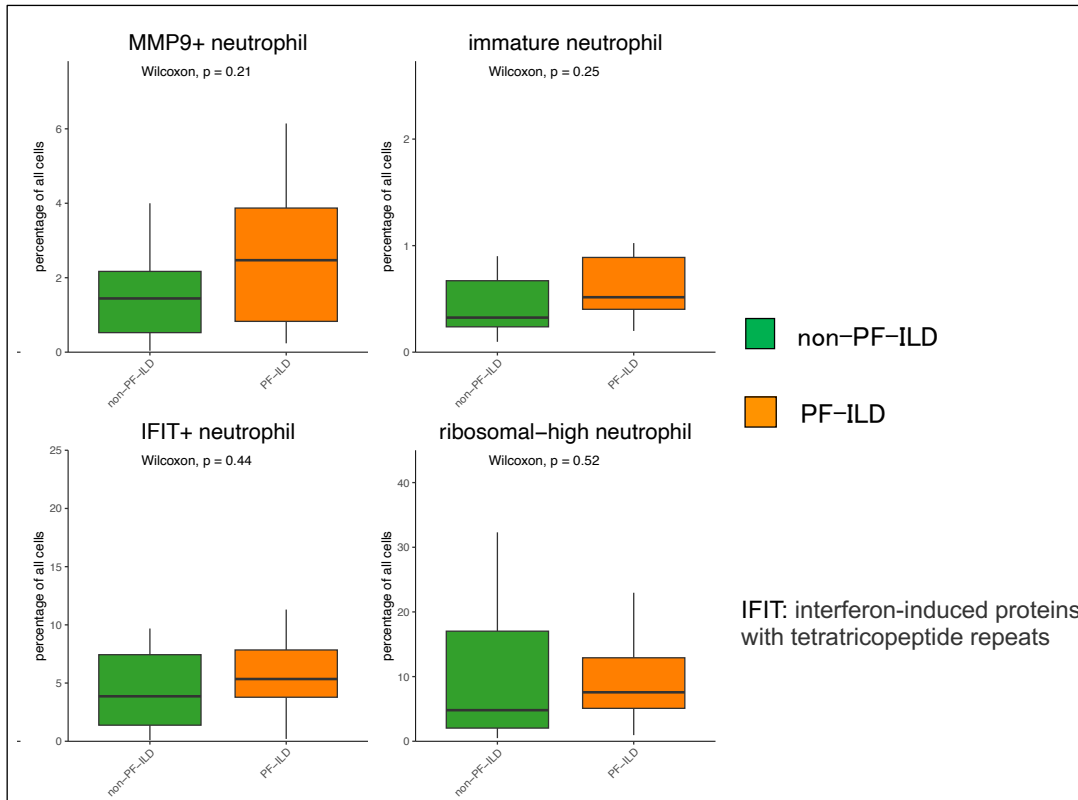 MMP9+ neutrophil
Wilcoxon, p = 0.21
percentage of all cells
6
4
2
0
non−PF−ILD
PF−ILD
immature neutrophil
Wilcoxon, p = 0.25
percentage of all cells
2
1
0
non−PF−ILD
PF−ILD
IFIT+ neutrophil
Wilcoxon, p = 0.44
percentage of all cells
25
20
15
10
5
0
non−PF−ILD
PF−ILD
ribosomal−high neutrophil
Wilcoxon, p = 0.52
percentage of all cells
40
30
20
10
0
non−PF−ILD
PF−ILD
non−PF−ILD
PF−ILD
IFIT: interferon-induced proteins
with tetratricopeptide repeats